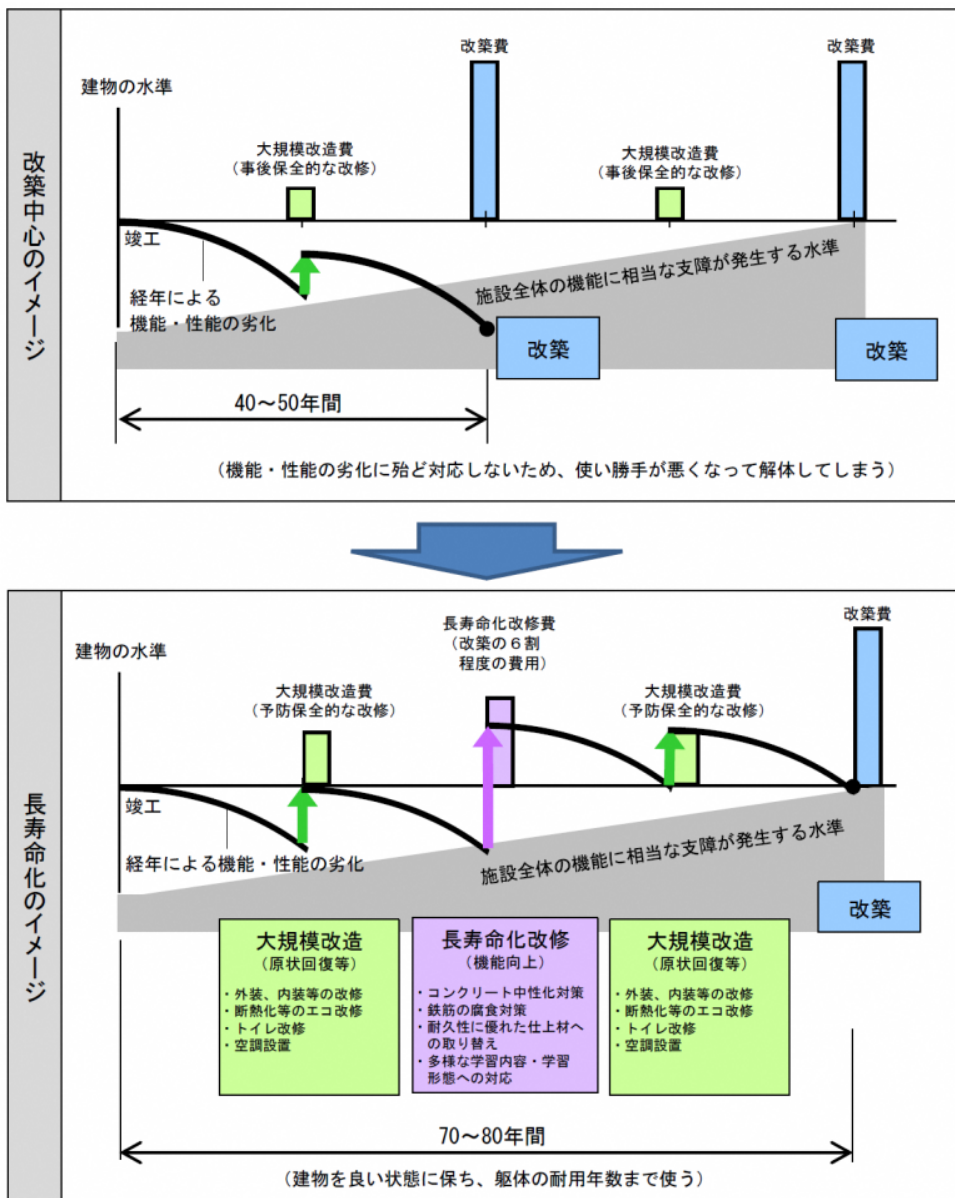 改築中心のイメージ
建物の水準
改築費
改築費
大規模改造費
（事後保全的な改修）
大規模改造費
（事後保全的な改修）
竣工
経年による
機能・性能の劣化
施設全体の機能に相当な支障が発生する水準
改築
改築
40～50年間
（機能・性能の劣化に殆ど対応しないため、使い勝手が悪くなって解体してしまう）
長寿命化のイメージ
建物の水準
長寿命化改修費
（改築の６割
程度の費用）
改築費
大規模改造費
（予防保全的な改修）
大規模改造費
（予防保全的な改修）
竣工
経年による機能・性能の劣化
施設全体の機能に相当な支障が発生する水準
改築
大規模改造
（原状回復等）
・外装、内装等の改修
・断熱化等のエコ改修
・トイレ改修
・空調設置
長寿命化改修
（機能向上）
・コンクリート中性化対策
・鉄筋の腐食対策
・耐久性に優れた仕上材へ
の取り替え
・多様な学習内容・学習
形態への対応
大規模改造
（原状回復等）
・外装、内装等の改修
・断熱化等のエコ改修
・トイレ改修
・空調設置
70～80年間
（建物を良い状態に保ち、躯体の耐用年数まで使う）